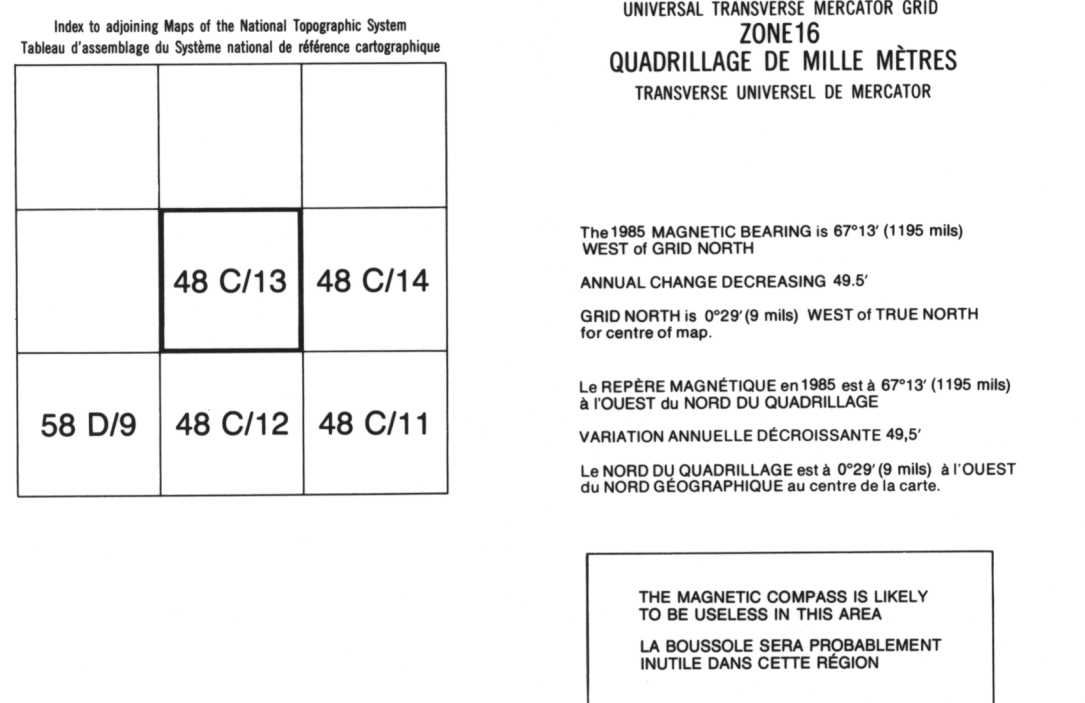 Index to adjoining Maps of the National Topographic System
Tableau d'assemblage du Système national de référence cartographique
48 C/13 48 C/14
58 D/9 48 C/12 48 C/11
UNIVERSAL TRANSVERSE MERCATOR GRID
ZONE16
QUADRILLAGE DE MILLE MÈTRES
TRANSVERSE UNIVERSEL DE MERCATOR
The 1985 MAGNETIC BEARING is 67°13′ (1195 mils)
WEST of GRID NORTH
ANNUAL CHANGE DECREASING 49.5′
GRID NORTH is 0°29′ (9 mils) WEST of TRUE NORTH
for centre of map.
Le REPÈRE MAGNÉTIQUE en 1985 est à 67°13′ (1195 mils)
à l'OUEST du NORD DU QUADRILLAGE
VARIATION ANNUELLE DÉCROISSANTE 49,5′
Le NORD DU QUADRILLAGE est à 0°29′ (9 mils) à l'OUEST
du NORD GÉOGRAPHIQUE au centre de la carte.
THE MAGNETIC COMPASS IS LIKELY
TO BE USELESS IN THIS AREA
LA BOUSSOLE SERA PROBABLEMENT
INUTILE DANS CETTE RÉGION